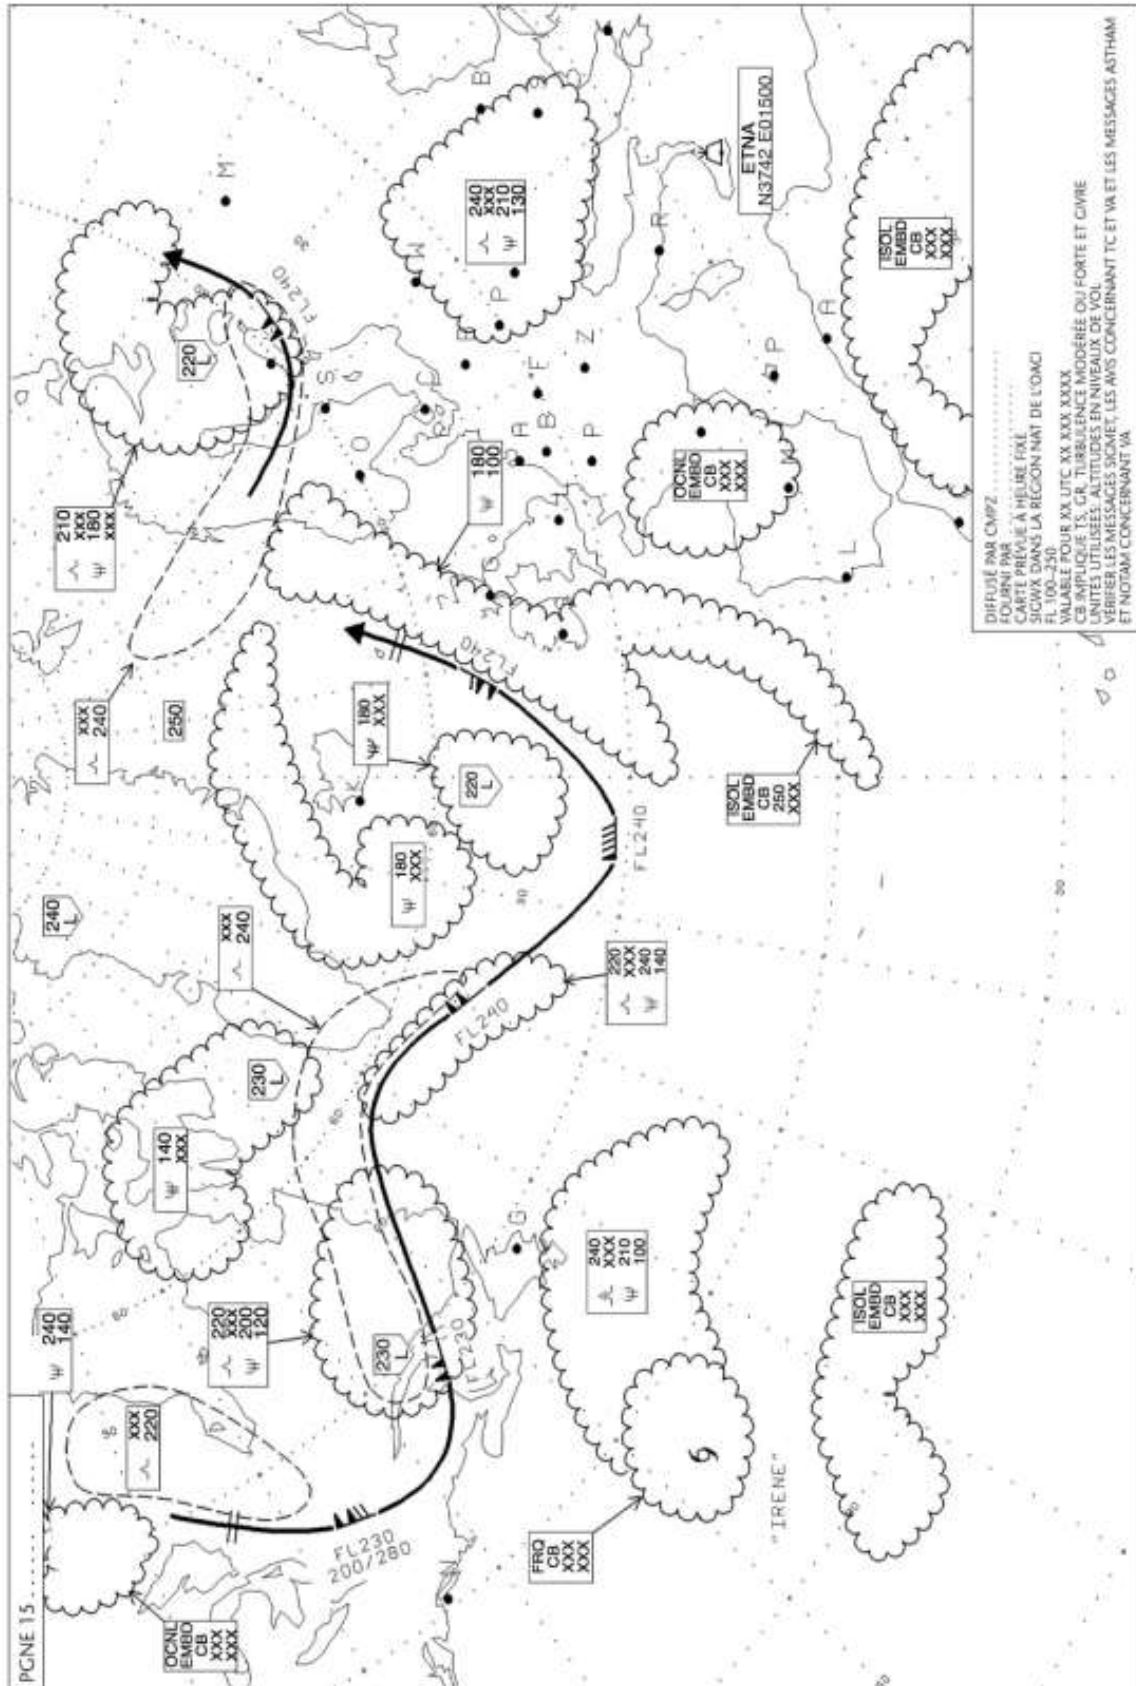 PGNE 15 . . . . . . . . . . . . . . .
OCNL
EMBD
CB
XXX
XXX
240
140
XXX
220
220
XXX
200
120
FL230
200/280
N
230
L
FL230
140
XXX
230
L
XXX
240
240
L
FL240
220
XXX
240
140
G
240
XXX
210
100
FRQ
CB
XXX
XXX
"IRENE"
ISOL
EMBD
CB
XXX
XXX
180
XXX
K
180
XXX
220
L
FL240
FL240
ISOL
EMBD
CB
250
XXX
XXX
240
250
210
XXX
180
XXX
220
L
FL240
M
S
O
C
180
100
240
XXX
210
130
W
B
P
B
E
Z
A
B
P
H
OCNL
EMBD
CB
XXX
XXX
M
L
P
A
R
ETNA
N3742 E01500
ISOL
EMBD
CB
XXX
XXX
DIFFUSÉ PAR CMPZ . . . . . . . . . . . . . . .
FOURNI PAR . . . . . . . . . . . . . . .
CARTE PRÉVUE À HEURE FIXE
SIGWX DANS LA RÉGION NAT DE L'OACI
FL 100–250
VALABLE POUR XX UTC XX XXX XXXX
CB IMPLIQUE TS, GR, TURBULENCE MODÉRÉE OU FORTE ET GIVRE
UNITÉS UTILISÉES: ALTITUDES EN NIVEAUX DE VOL
VÉRIFIER LES MESSAGES SIGMET, LES AVIS CONCERNANT TC ET VA ET LES MESSAGES ASTHAM
ET NOTAM CONCERNANT VA